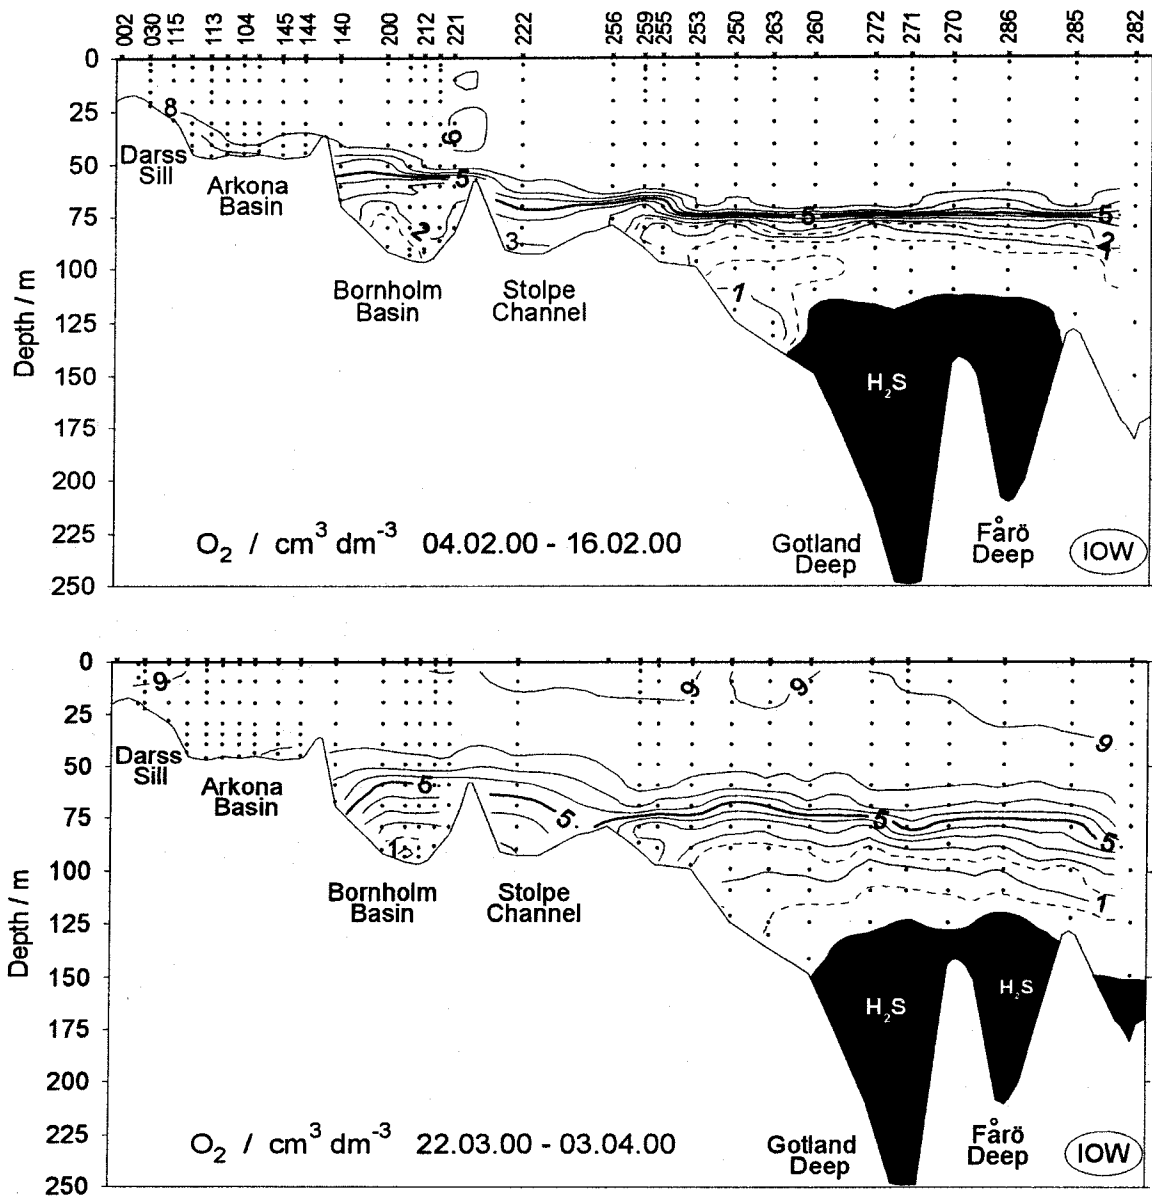 002 030 115 113 104 145 144 140 200 212 221 222 256 259 255 253 250 263 260 272 271 270 286 285 282
0
25
50
75
100
125
150
175
200
225
250
Depth / m
8
6
5
5
5
2
3
2
1
1
Darss
Sill
Arkona
Basin
Bornholm
Basin
Stolpe
Channel
H₂S
Gotland
Deep
Fårö
Deep
O₂ / cm³ dm⁻³ 04.02.00 - 16.02.00
IOW
0
25
50
75
100
125
150
175
200
225
250
Depth / m
9
9
9
9
5
5
5
5
1
1
Darss
Sill
Arkona
Basin
Bornholm
Basin
Stolpe
Channel
H₂S
H₂S
Gotland
Deep
Fårö
Deep
O₂ / cm³ dm⁻³ 22.03.00 - 03.04.00
IOW